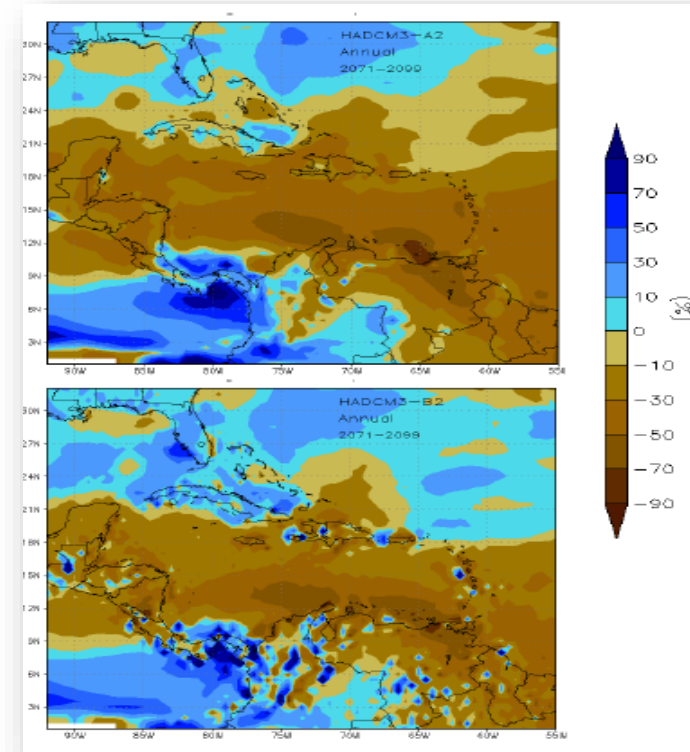 HADCM3-A2
Annual
2071-2099
30N
27N
24N
21N
18N
15N
12N
9N
6N
3N
90W
85W
80W
75W
70W
65W
60W
55W
HADCM3-B2
Annual
2071-2099
30N
27N
24N
21N
18N
15N
12N
9N
6N
3N
90W
85W
80W
75W
70W
65W
60W
55W
90
70
50
30
10
0
-10
-30
-50
-70
-90
(%)